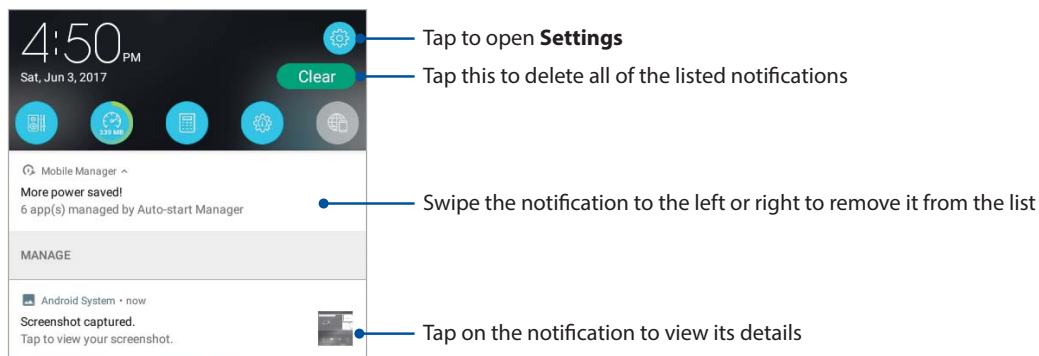 4:50 PM
Tap to open Settings
Sat, Jun 3, 2017
Clear
Tap this to delete all of the listed notifications
339 MB
Mobile Manager
More power saved!
6 app(s) managed by Auto-start Manager
Swipe the notification to the left or right to remove it from the list
MANAGE
Android System • now
Screenshot captured.
Tap to view your screenshot.
Tap on the notification to view its details